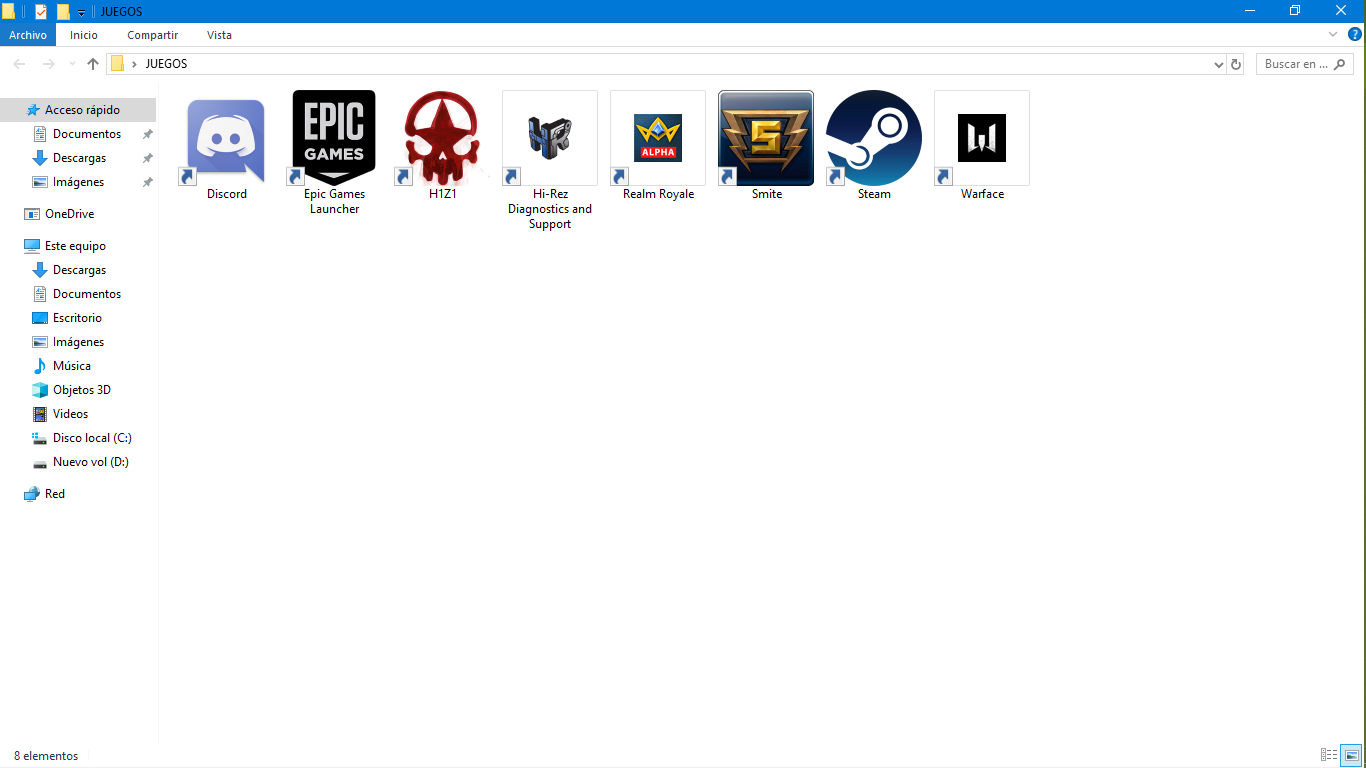 JUEGOS
Archivo
Inicio
Compartir
Vista
JUEGOS
Buscar en ...
Acceso rápido
Documentos
Descargas
Imágenes
OneDrive
Este equipo
Descargas
Documentos
Escritorio
Imágenes
Música
Objetos 3D
Videos
Disco local (C:)
Nuevo vol (D:)
Red
EPIC
GAMES
HR
ALPHA
S
W
Discord
Epic Games
Launcher
H1Z1
Hi-Rez
Diagnostics and
Support
Realm Royale
Smite
Steam
Warface
8 elementos